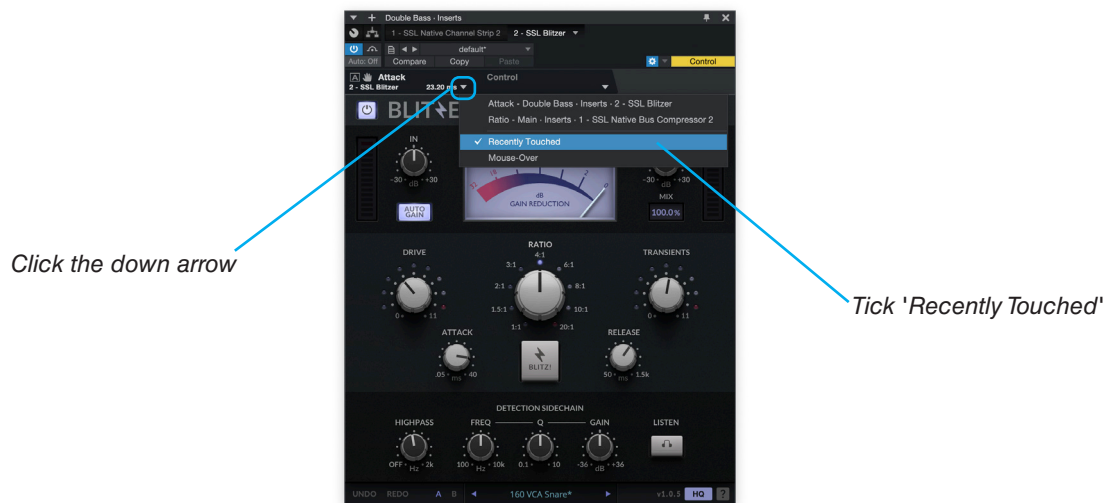 Double Bass · Inserts
1 - SSL Native Channel Strip 2 2 - SSL Blitzer
default*
Auto: Off Compare Copy Paste Control
A Attack Control
2 - SSL Blitzer 23.20 ms
Attack - Double Bass · Inserts · 2 - SSL Blitzer
Ratio - Main · Inserts · 1 - SSL Native Bus Compressor 2
✓ Recently Touched
Mouse-Over
IN
-30 dB +30
-30 dB +30
dB
GAIN REDUCTION
AUTO
GAIN
MIX
100.0%
Click the down arrow
Tick 'Recently Touched'
DRIVE
0 11
RATIO
4:1
3:1 6:1
2:1 8:1
1.5:1 10:1
1:1 20:1
TRANSIENTS
0 11
ATTACK
.05 ms 40
BLITZ!
RELEASE
50 ms 1.5k
DETECTION SIDECHAIN
HIGHPASS FREQ Q GAIN LISTEN
OFF Hz 2k 100 Hz 10k 0.1 10 -36 dB +36
UNDO REDO A B 160 VCA Snare* v1.0.5 HQ ?